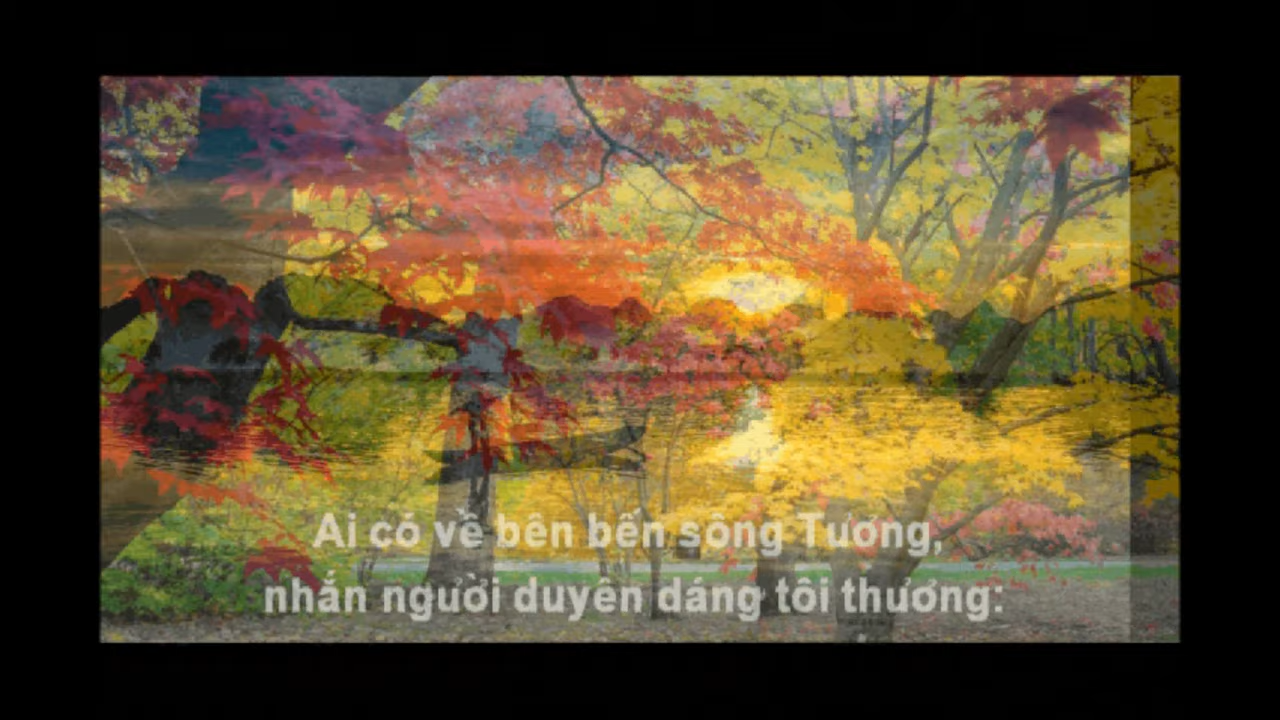 Ai có về bên bến sông Tương,
nhắn người duyên dáng tôi thương: